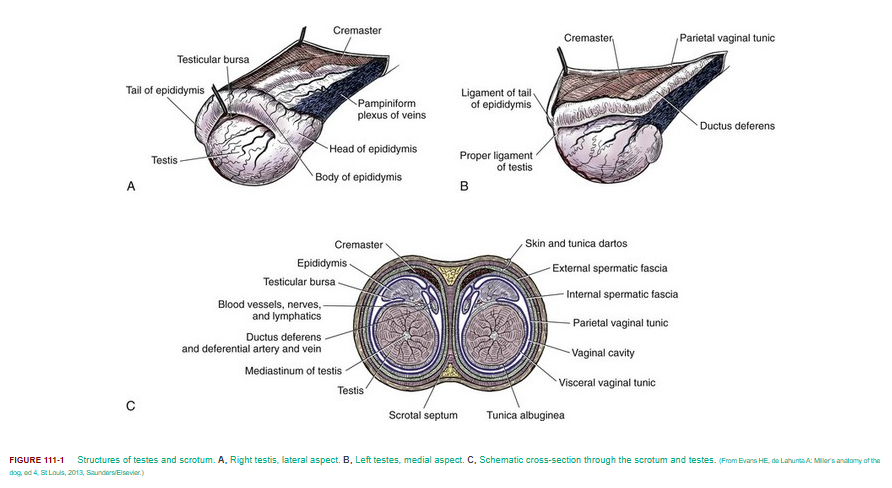 Cremaster
Testicular bursa
Tail of epididymis
Pampiniform
plexus of veins
Head of epididymis
Testis
Body of epididymis
A
Cremaster
Parietal vaginal tunic
Ligament of tail
of epididymis
Ductus deferens
Proper ligament
of testis
B
Cremaster
Epididymis
Testicular bursa
Blood vessels, nerves,
and lymphatics
Ductus deferens
and deferential artery and vein
Mediastinum of testis
Testis
Scrotal septum
Tunica albuginea
Skin and tunica dartos
External spermatic fascia
Internal spermatic fascia
Parietal vaginal tunic
Vaginal cavity
Visceral vaginal tunic
C
FIGURE 111-1 Structures of testes and scrotum. A, Right testis, lateral aspect. B, Left testes, medial aspect. C, Schematic cross-section through the scrotum and testes. (From Evans HE, de Lahunta A: Miller's anatomy of the
dog, ed 4, St Louis, 2013, Saunders/Elsevier.)